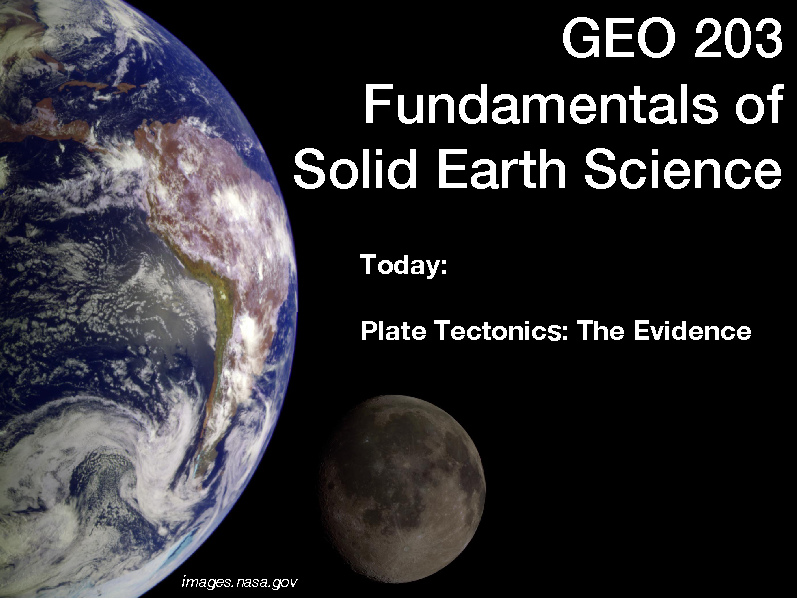 GEO 203
Fundamentals of
Solid Earth Science
Today:
Plate Tectonics: The Evidence
images.nasa.gov